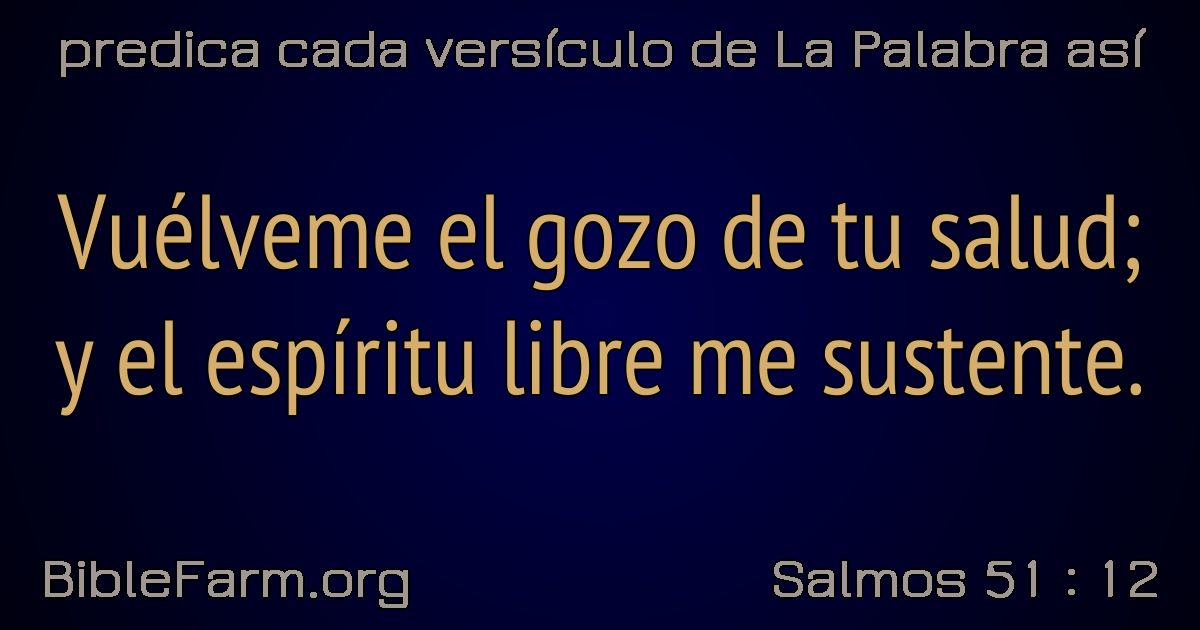 predica cada versículo de La Palabra así
Vuélveme el gozo de tu salud;
y el espíritu libre me sustente.
BibleFarm.org
Salmos 51 : 12